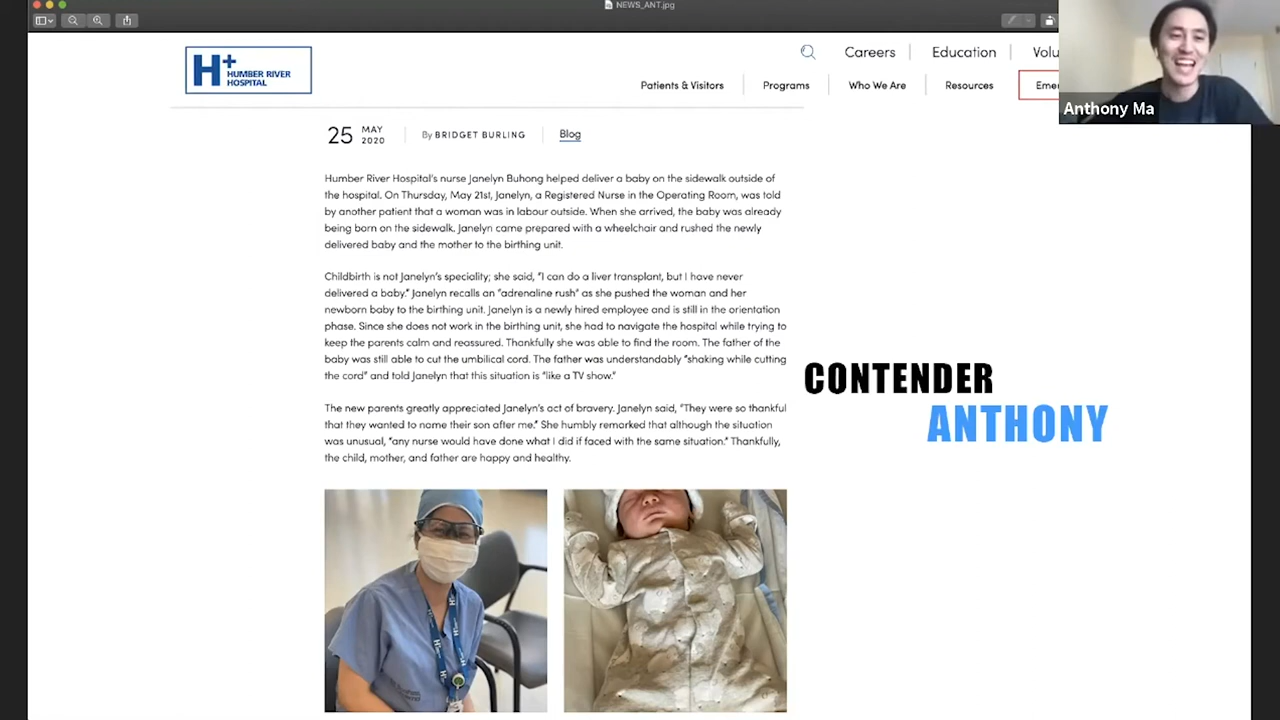 NEWS_ANT.jpg
H+ HUMBER RIVER
HOSPITAL
Careers
Education
Volu
Patients & Visitors
Programs
Who We Are
Resources
Eme
Anthony Ma
25 MAY
2020
By BRIDGET BURLING
Blog
Humber River Hospital's nurse Janelyn Buhong helped deliver a baby on the sidewalk outside of
the hospital. On Thursday, May 21st, Janelyn, a Registered Nurse in the Operating Room, was told
by another patient that a woman was in labour outside. When she arrived, the baby was already
being born on the sidewalk. Janelyn came prepared with a wheelchair and rushed the newly
delivered baby and the mother to the birthing unit.
Childbirth is not Janelyn's speciality; she said, "I can do a liver transplant, but I have never
delivered a baby." Janelyn recalls an "adrenaline rush" as she pushed the woman and her
newborn baby to the birthing unit. Janelyn is a newly hired employee and is still in the orientation
phase. Since she does not work in the birthing unit, she had to navigate the hospital while trying to
keep the parents calm and reassured. Thankfully she was able to find the room. The father of the
baby was still able to cut the umbilical cord. The father was understandably "shaking while cutting
the cord" and told Janelyn that this situation is "like a TV show."
The new parents greatly appreciated Janelyn's act of bravery. Janelyn said, "They were so thankful
that they wanted to name their son after me." She humbly remarked that although the situation
was unusual, "any nurse would have done what I did if faced with the same situation." Thankfully,
the child, mother, and father are happy and healthy.
CONTENDER
ANTHONY